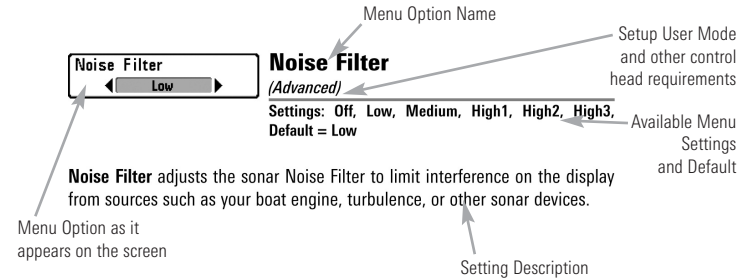 Menu Option Name
Setup User Mode
and other control
head requirements
Noise Filter
Low
Noise Filter
(Advanced)
Settings: Off, Low, Medium, High1, High2, High3,
Default = Low
Available Menu
Settings
and Default
Noise Filter adjusts the sonar Noise Filter to limit interference on the display
from sources such as your boat engine, turbulence, or other sonar devices.
Menu Option as it
appears on the screen
Setting Description